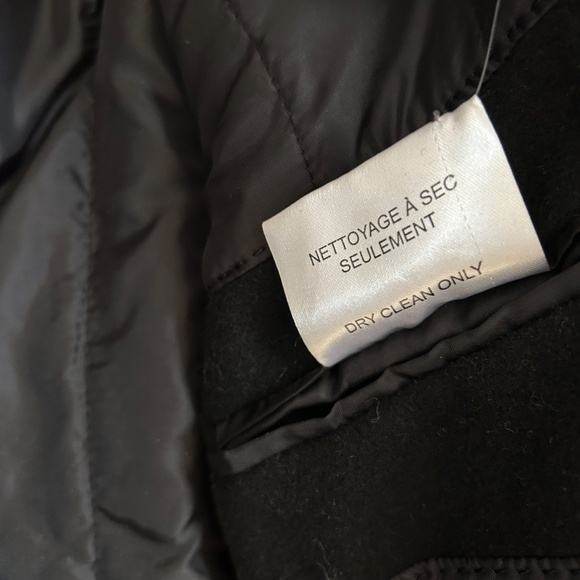 NETTOYAGE À SEC
SEULEMENT
DRY CLEAN ONLY